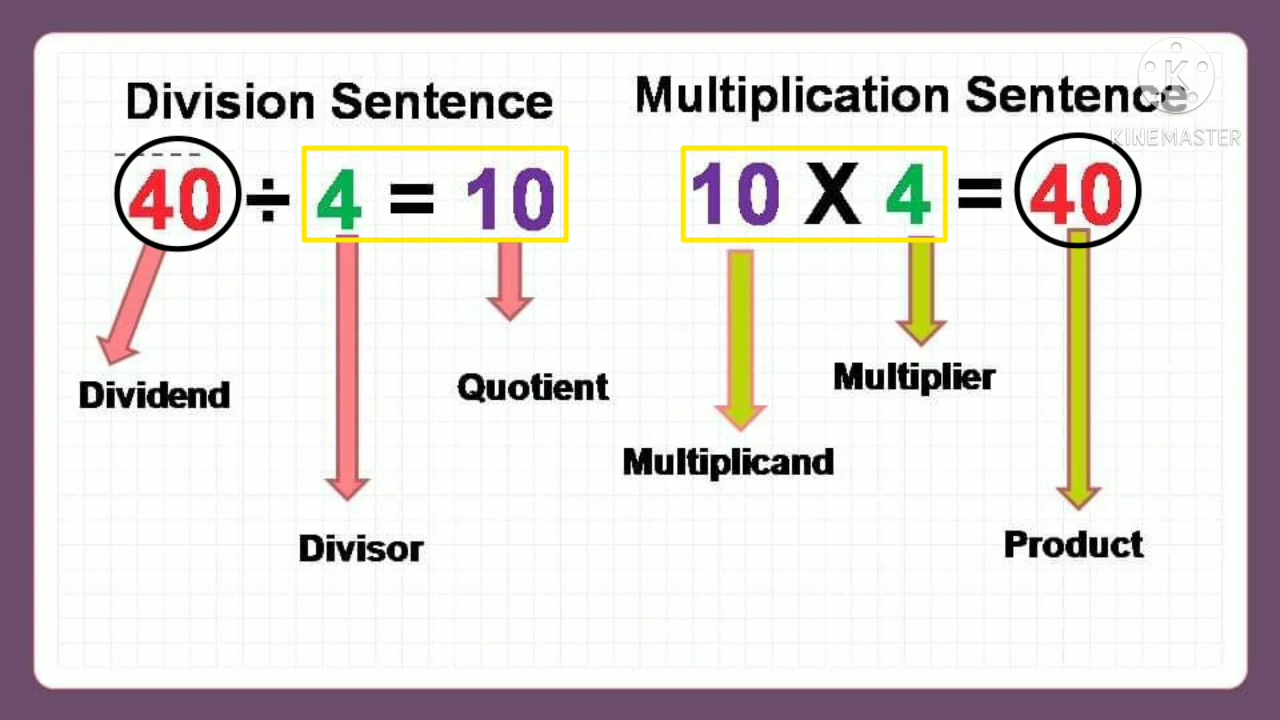 Division Sentence
40 ÷ 4 = 10
Dividend
Quotient
Divisor
Multiplication Sentence
K
KINEMASTER
10 X 4 = 40
Multiplier
Multiplicand
Product